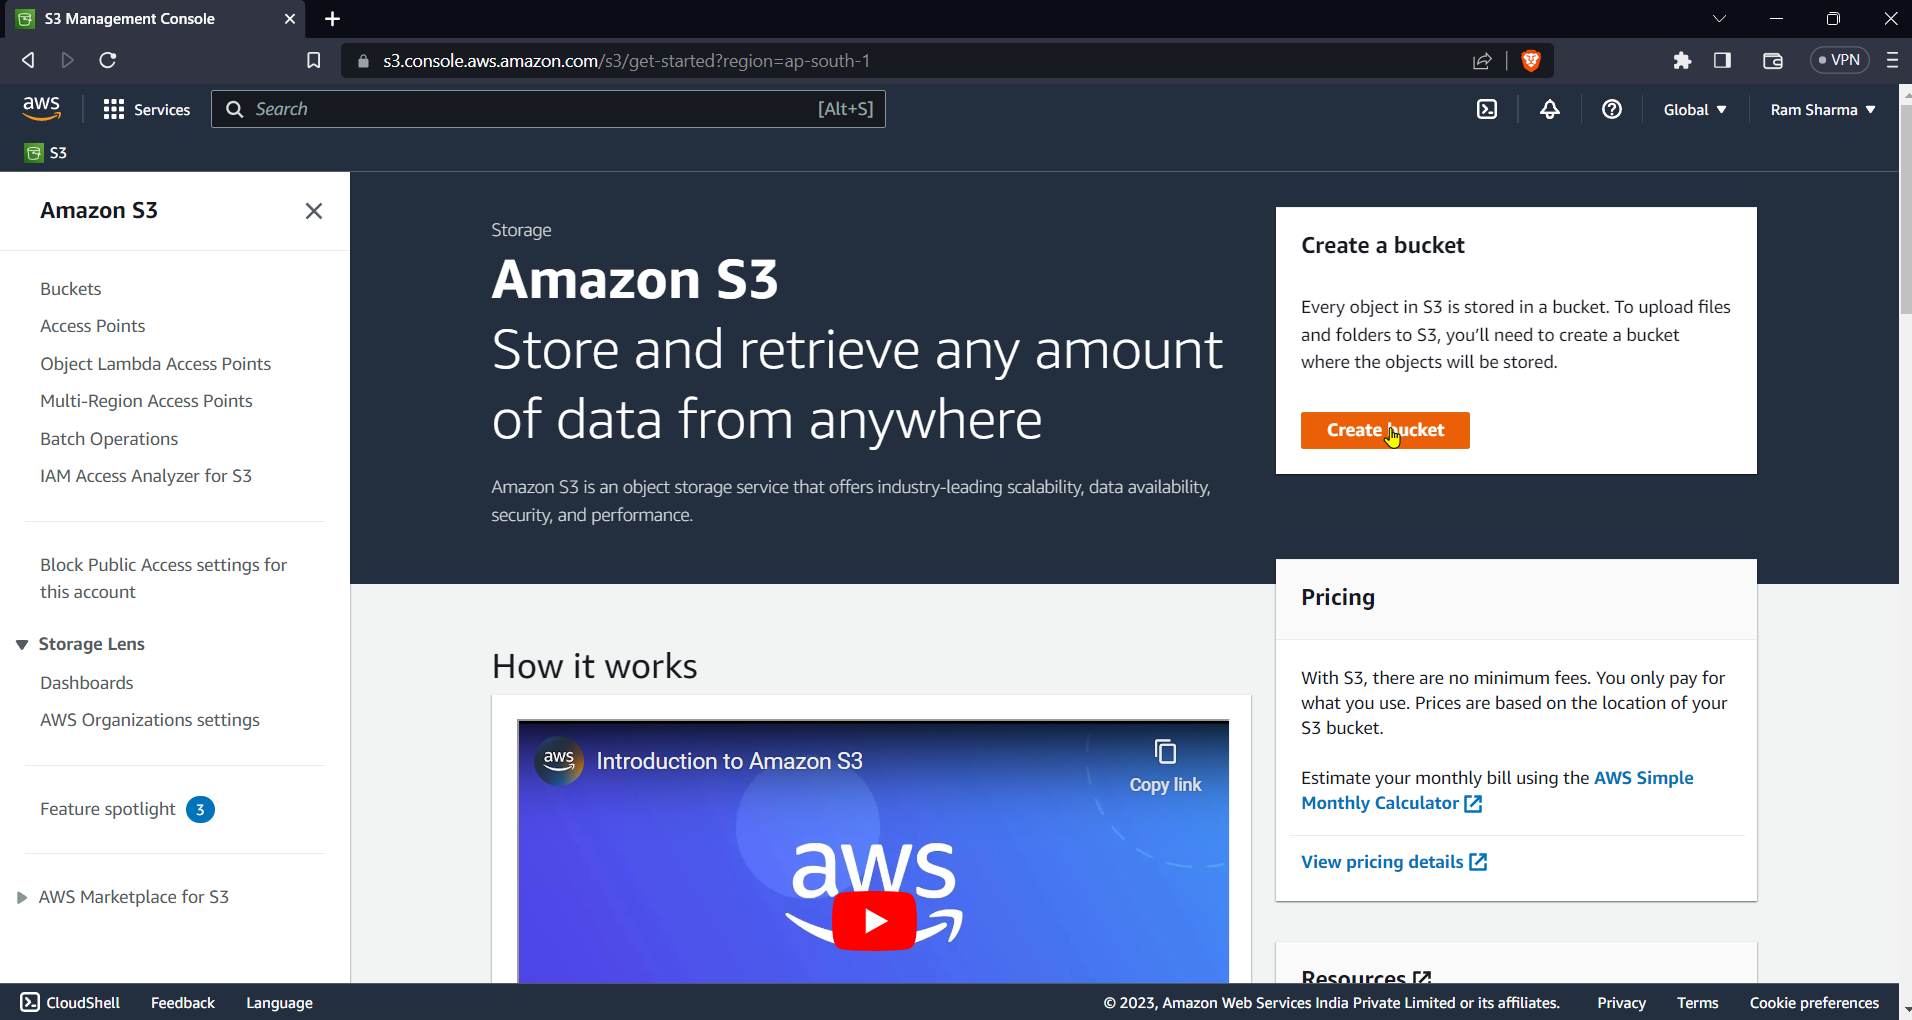 S3 Management Console
s3.console.aws.amazon.com/s3/get-started?region=ap-south-1
VPN
aws
Services
Search
[Alt+S]
Global
Ram Sharma
S3
Amazon S3
Buckets
Access Points
Object Lambda Access Points
Multi-Region Access Points
Batch Operations
IAM Access Analyzer for S3
Block Public Access settings for
this account
Storage Lens
Dashboards
AWS Organizations settings
Feature spotlight 3
AWS Marketplace for S3
Storage
Amazon S3
Store and retrieve any amount
of data from anywhere
Amazon S3 is an object storage service that offers industry-leading scalability, data availability,
security, and performance.
Create a bucket
Every object in S3 is stored in a bucket. To upload files
and folders to S3, you'll need to create a bucket
where the objects will be stored.
Create bucket
How it works
aws
Introduction to Amazon S3
Copy link
aws
Pricing
With S3, there are no minimum fees. You only pay for
what you use. Prices are based on the location of your
S3 bucket.
Estimate your monthly bill using the AWS Simple
Monthly Calculator
View pricing details
Resources
CloudShell
Feedback
Language
© 2023, Amazon Web Services India Private Limited or its affiliates.
Privacy
Terms
Cookie preferences